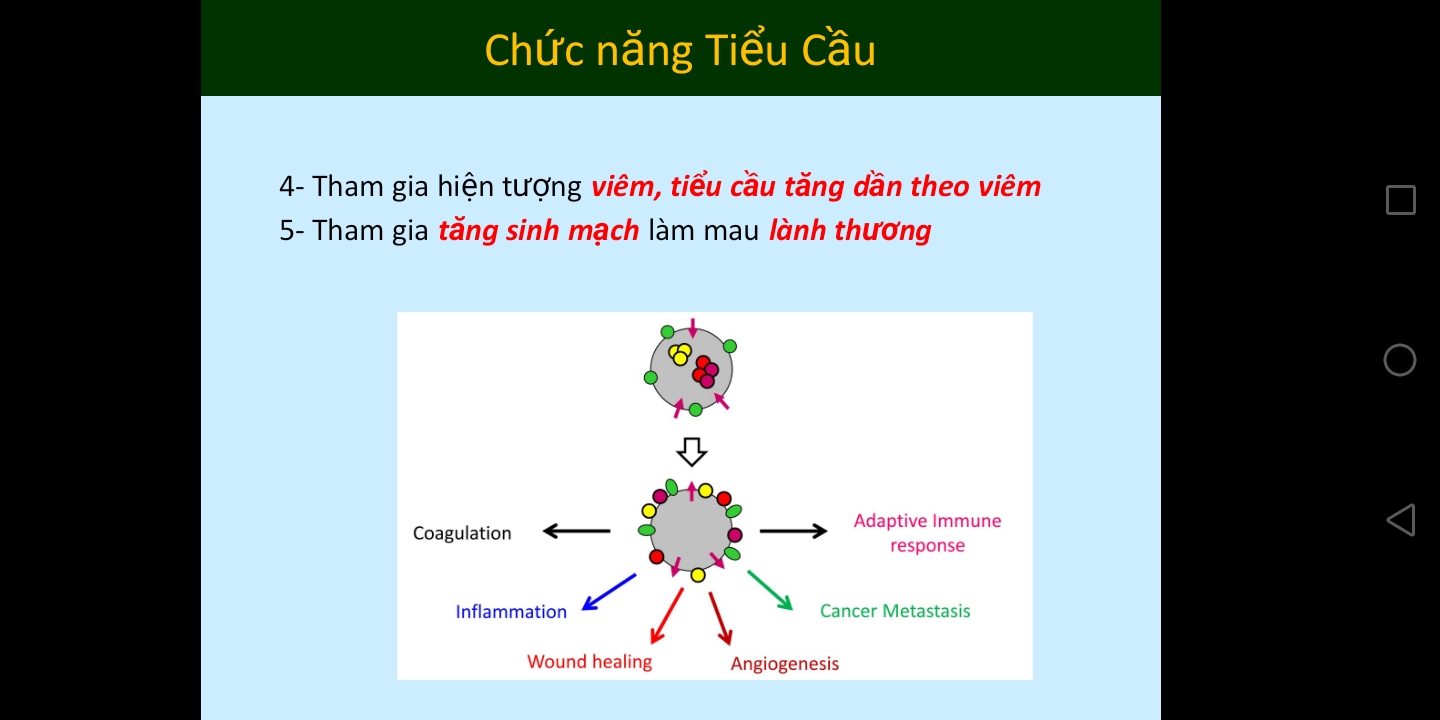 Chức năng Tiểu Cầu
4- Tham gia hiện tượng viêm, tiểu cầu tăng dần theo viêm
5- Tham gia tăng sinh mạch làm mau lành thương
Coagulation
Adaptive Immune
response
Inflammation
Cancer Metastasis
Wound healing
Angiogenesis